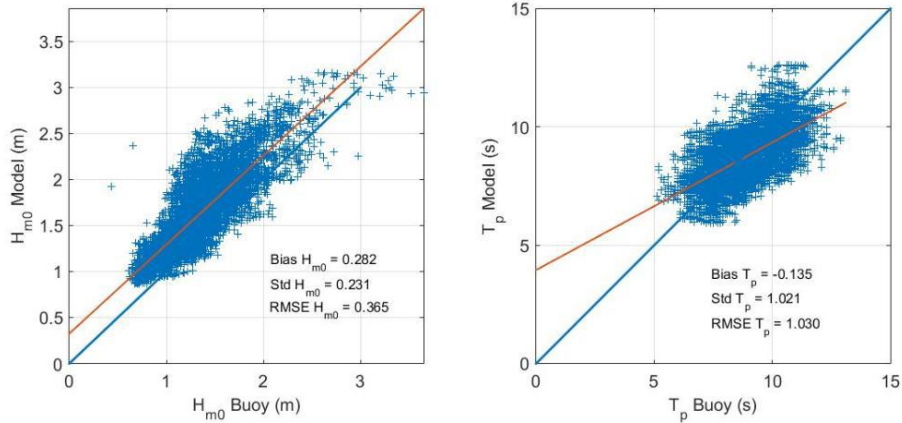 4
3.5
3
2.5
2
1.5
1
0.5
0
0 1 2 3
H_m0 Model (m)
H_m0 Buoy (m)
Bias H_m0 = 0.282
Std H_m0 = 0.231
RMSE H_m0 = 0.365
15
10
5
0
0 5 10 15
T_p Model (s)
T_p Buoy (s)
Bias T_p = -0.135
Std T_p = 1.021
RMSE T_p = 1.030